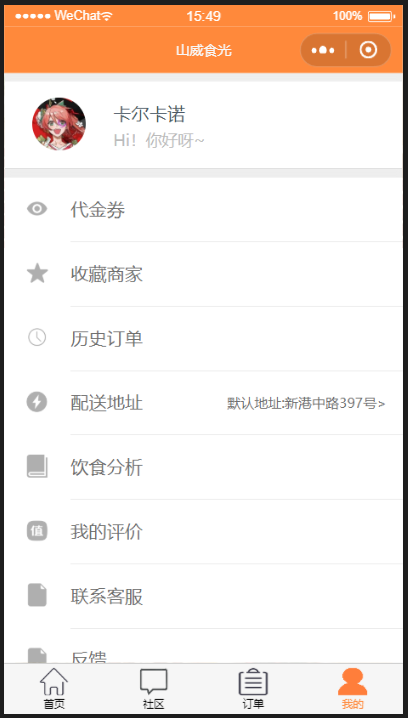 ●●●●● WeChat 15:49 100%
山威食光
卡尔卡诺
Hi！你好呀~
代金券
收藏商家
历史订单
配送地址 默认地址:新港中路397号>
饮食分析
值 我的评价
联系客服
反馈
首页 社区 订单 我的